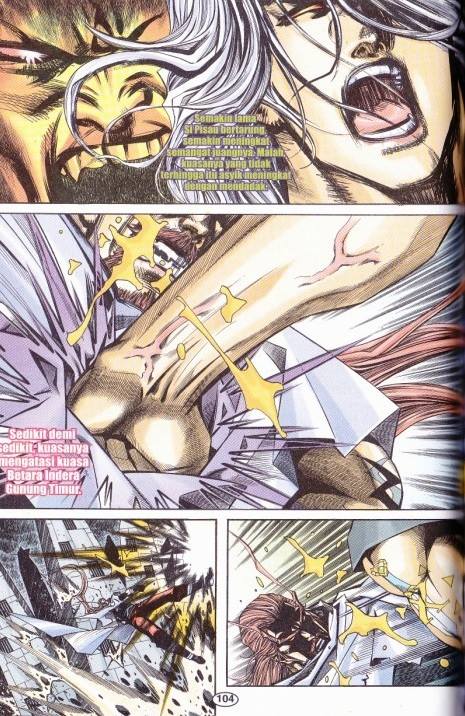 Semakin lama
Si Pisau bertarung,
semakin meningkat
semangat juangnya. Malah,
kuasanya yang tidak
terhingga itu asyik meningkat
dengan mendadak.
Sedikit demi
sedikit, kuasanya
mengatasi kuasa
Betara Indera
Gunung Timur.
104